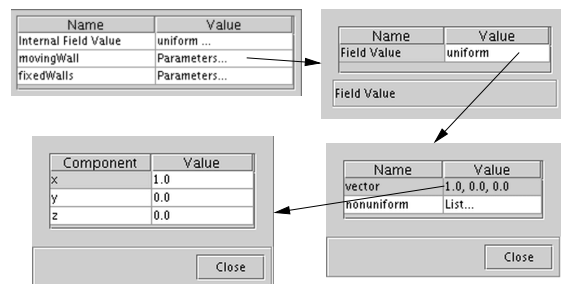 Name Value
Internal Field Value uniform ...
movingWall Parameters...
fixedWalls Parameters...
Name Value
Field Value uniform
Field Value
Component Value
x 1.0
y 0.0
z 0.0
Close
Name Value
vector 1.0, 0.0, 0.0
nonuniform List...
Close